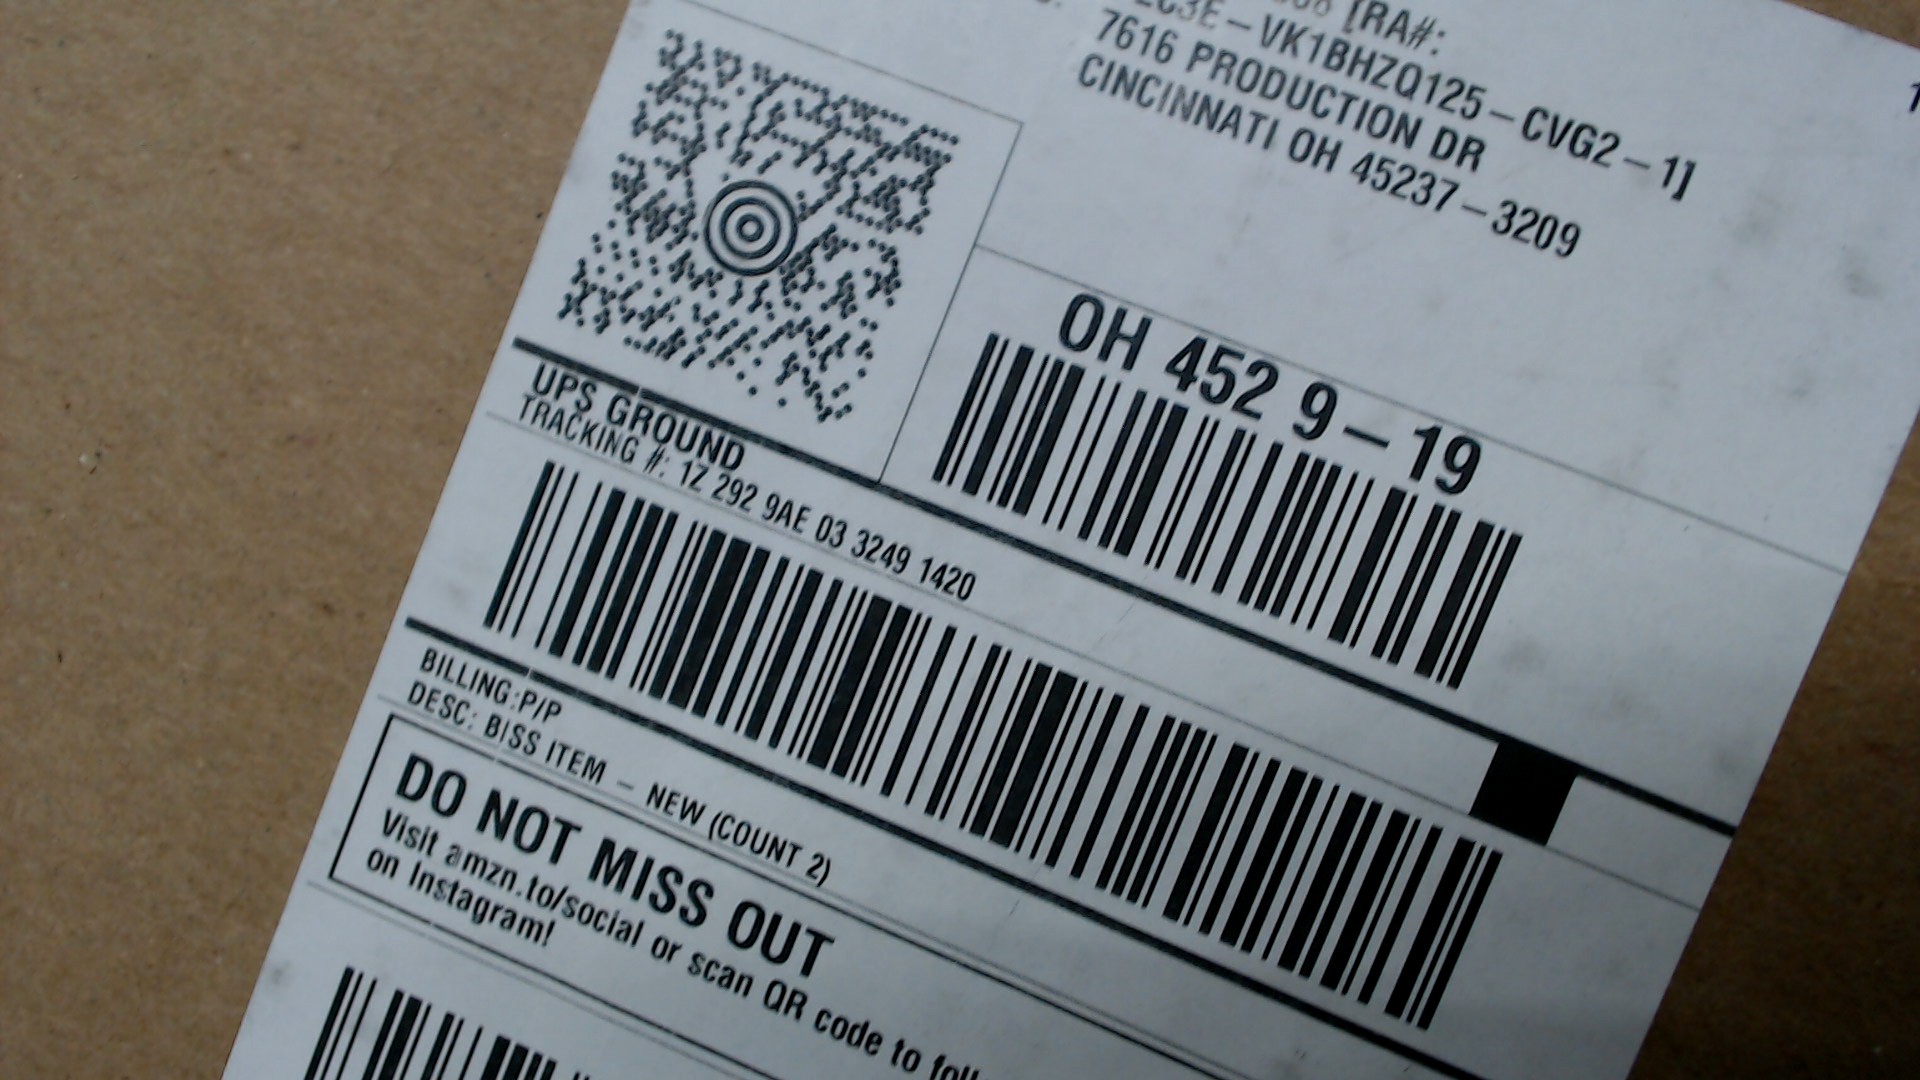 [RA#:
VK1BHZQ125-CVG2-1]
7616 PRODUCTION DR
CINCINNATI OH 45237-3209
OH 452 9-19
UPS GROUND
TRACKING #: 1Z 292 9AE 03 3249 1420
BILLING:P/P
DESC: BISS ITEM - NEW (COUNT 2)
DO NOT MISS OUT
Visit amzn.to/social or scan QR code to foll
on Instagram!